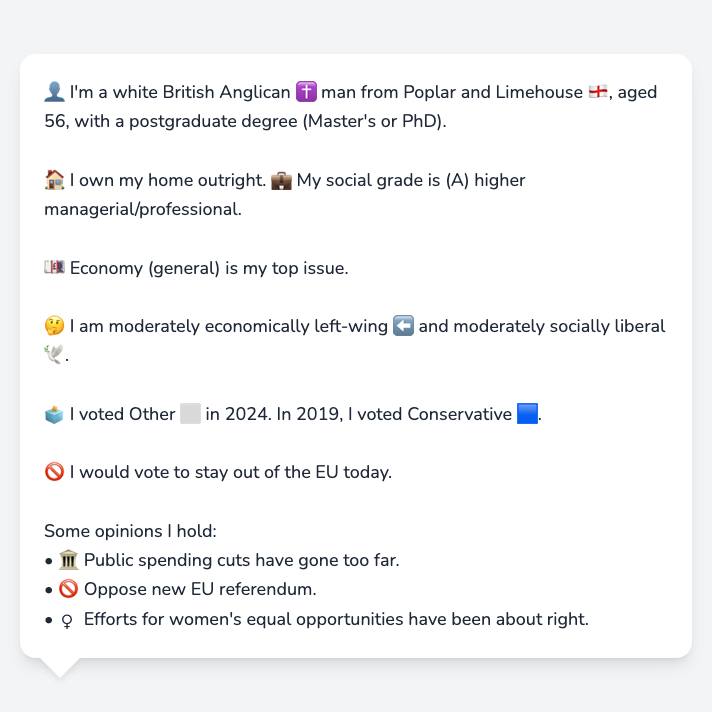 👤 I'm a white British Anglican ✝️ man from Poplar and Limehouse 🏴󠁧󠁢󠁥󠁮󠁧󠁿, aged
56, with a postgraduate degree (Master's or PhD).
🏠 I own my home outright. 💼 My social grade is (A) higher
managerial/professional.
💷 Economy (general) is my top issue.
🤔 I am moderately economically left-wing ⬅️ and moderately socially liberal
🕊️.
🗳️ I voted Other ⬜ in 2024. In 2019, I voted Conservative 🟦.
🚫 I would vote to stay out of the EU today.
Some opinions I hold:
• 🏛️ Public spending cuts have gone too far.
• 🚫 Oppose new EU referendum.
• ♀ Efforts for women's equal opportunities have been about right.